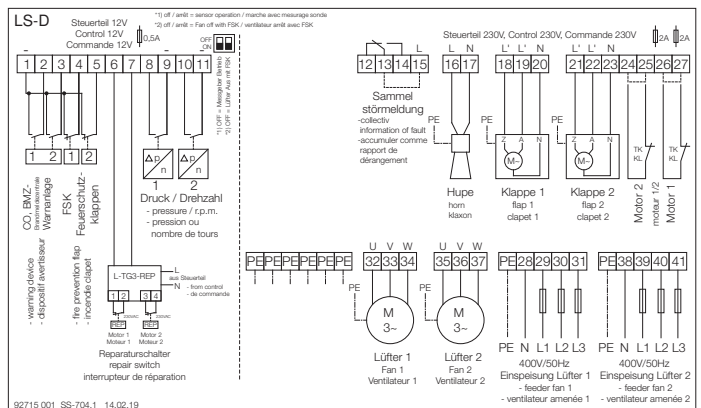 LS-D
Steuerteil 12V
Control 12V
Commande 12V
0,5A
*1) off / arrêt = sensor operation / marche avec mesurage sonde
*2) off / arrêt = Fan off with FSK / ventilateur arrêt avec FSK
OFF
ON
*1) OFF = Messgeber Betrieb
*2) OFF = Lüfter Aus mit FSK
1 2 3 4 5 6 7 8 9 10 11
1 2 1 2
CO, BMZ-
Brandmeldezentrale
Warnanlage
- warning device
- dispositif avertisseur
FSK
Feuerschutz-
klappen
- fire prevention flap
- incendie clapet
Δp
n
Δp
n
1 2
Druck / Drehzahl
- pressure / r.p.m.
- pression ou
nombre de tours
L-TG3-REP
1 2 3 4
L
aus Steuerteil
N - from control
- de commande
230VAC 230VAC
REP REP
Motor 1 Motor 2
Moteur 1 Moteur 2
Reparaturschalter
repair switch
interrupteur de réparation
Steuerteil 230V, Control 230V, Commande 230V
2A 2A
L L N L' L' N L' L' N
12 13 14 15 16 17 18 19 20 21 22 23 24 25 26 27
Sammel
störmeldung
-collectiv
information of fault
-accumuler comme
rapport de
dérangement
PE
Hupe
horn
klaxon
PE
Z A N
M~
Klappe 1
flap 1
clapet 1
PE
Z A N
M~
Klappe 2
flap 2
clapet 2
TK
KL
TK
KL
Motor 2
moteur 1/2
Motor 1
PE PE PE PE PE PE
U V W
32 33 34
PE
M
3~
Lüfter 1
Fan 1
Ventilateur 1
U V W
35 36 37
PE
M
3~
Lüfter 2
Fan 2
Ventilateur 2
PE 28 29 30 31
PE N L1 L2 L3
400V/50Hz
Einspeisung Lüfter 1
- feeder fan 1
- ventilateur amenée 1
PE 38 39 40 41
PE N L1 L2 L3
400V/50Hz
Einspeisung Lüfter 2
- feeder fan 2
- ventilateur amenée 2
92715 001 SS-704.1 14.02.19